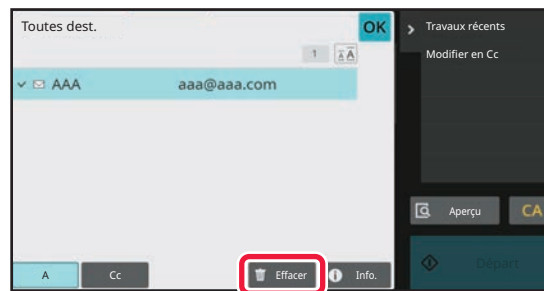 Toutes dest.
OK
1
AAA aaa@aaa.com
A
Cc
Effacer
Info.
Travaux récents
Modifier en Cc
Aperçu
CA
Départ